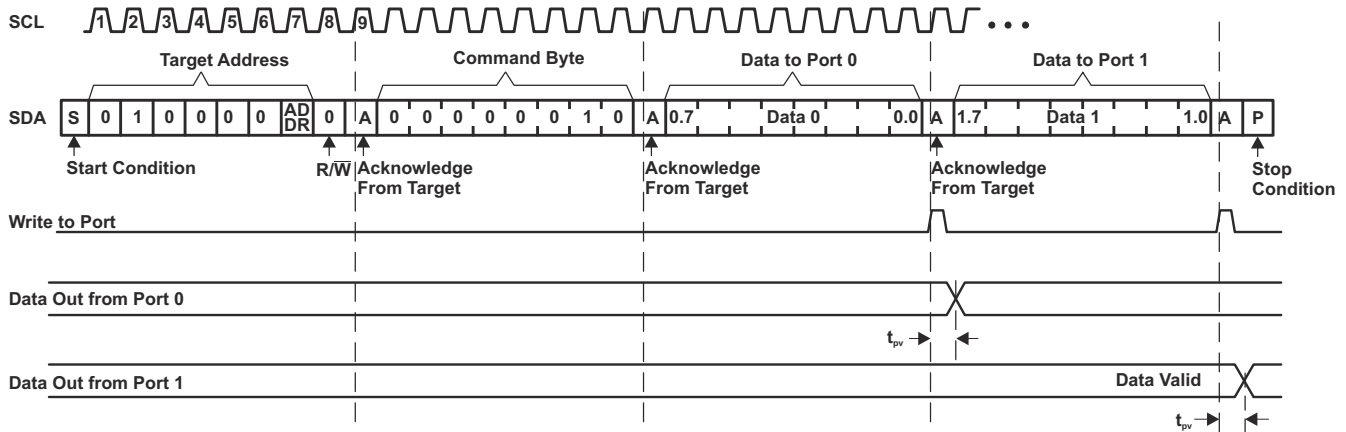 SCL 1 2 3 4 5 6 7 8 9
Target Address Command Byte Data to Port 0 Data to Port 1
SDA S 0 1 0 0 0 0 AD DR 0 A 0 0 0 0 0 0 1 0 A 0.7 Data 0 0.0 A 1.7 Data 1 1.0 A P
Start Condition R/W̅ Acknowledge From Target Acknowledge From Target Acknowledge From Target Stop Condition
Write to Port
Data Out from Port 0
tpv
Data Out from Port 1 Data Valid
tpv